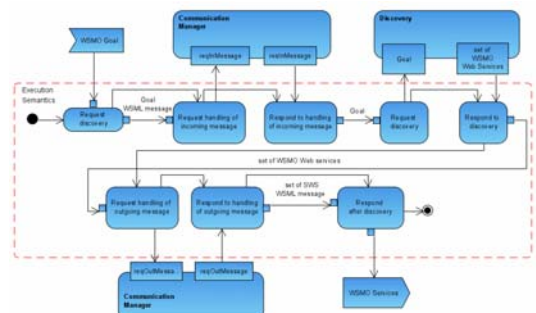 Communication
Manager
Discovery
WSMO Goal
reqInMessage
resInMessage
Goal
set of
WSMO
Web Services
Execution
Semantics
Request
discovery
Goal
WSML message
Request handling of
incoming message
Respond to handling
of incoming message
Goal
Request
discovery
Respond to
discovery
set of WSMO Web services
Request handling of
outgoing message
Respond to handling
of outgoing message
set of SWS
WSML message
Respond
after discovery
reqOutMessa...
reqOutMessage
Communication
Manager
WSMO Services